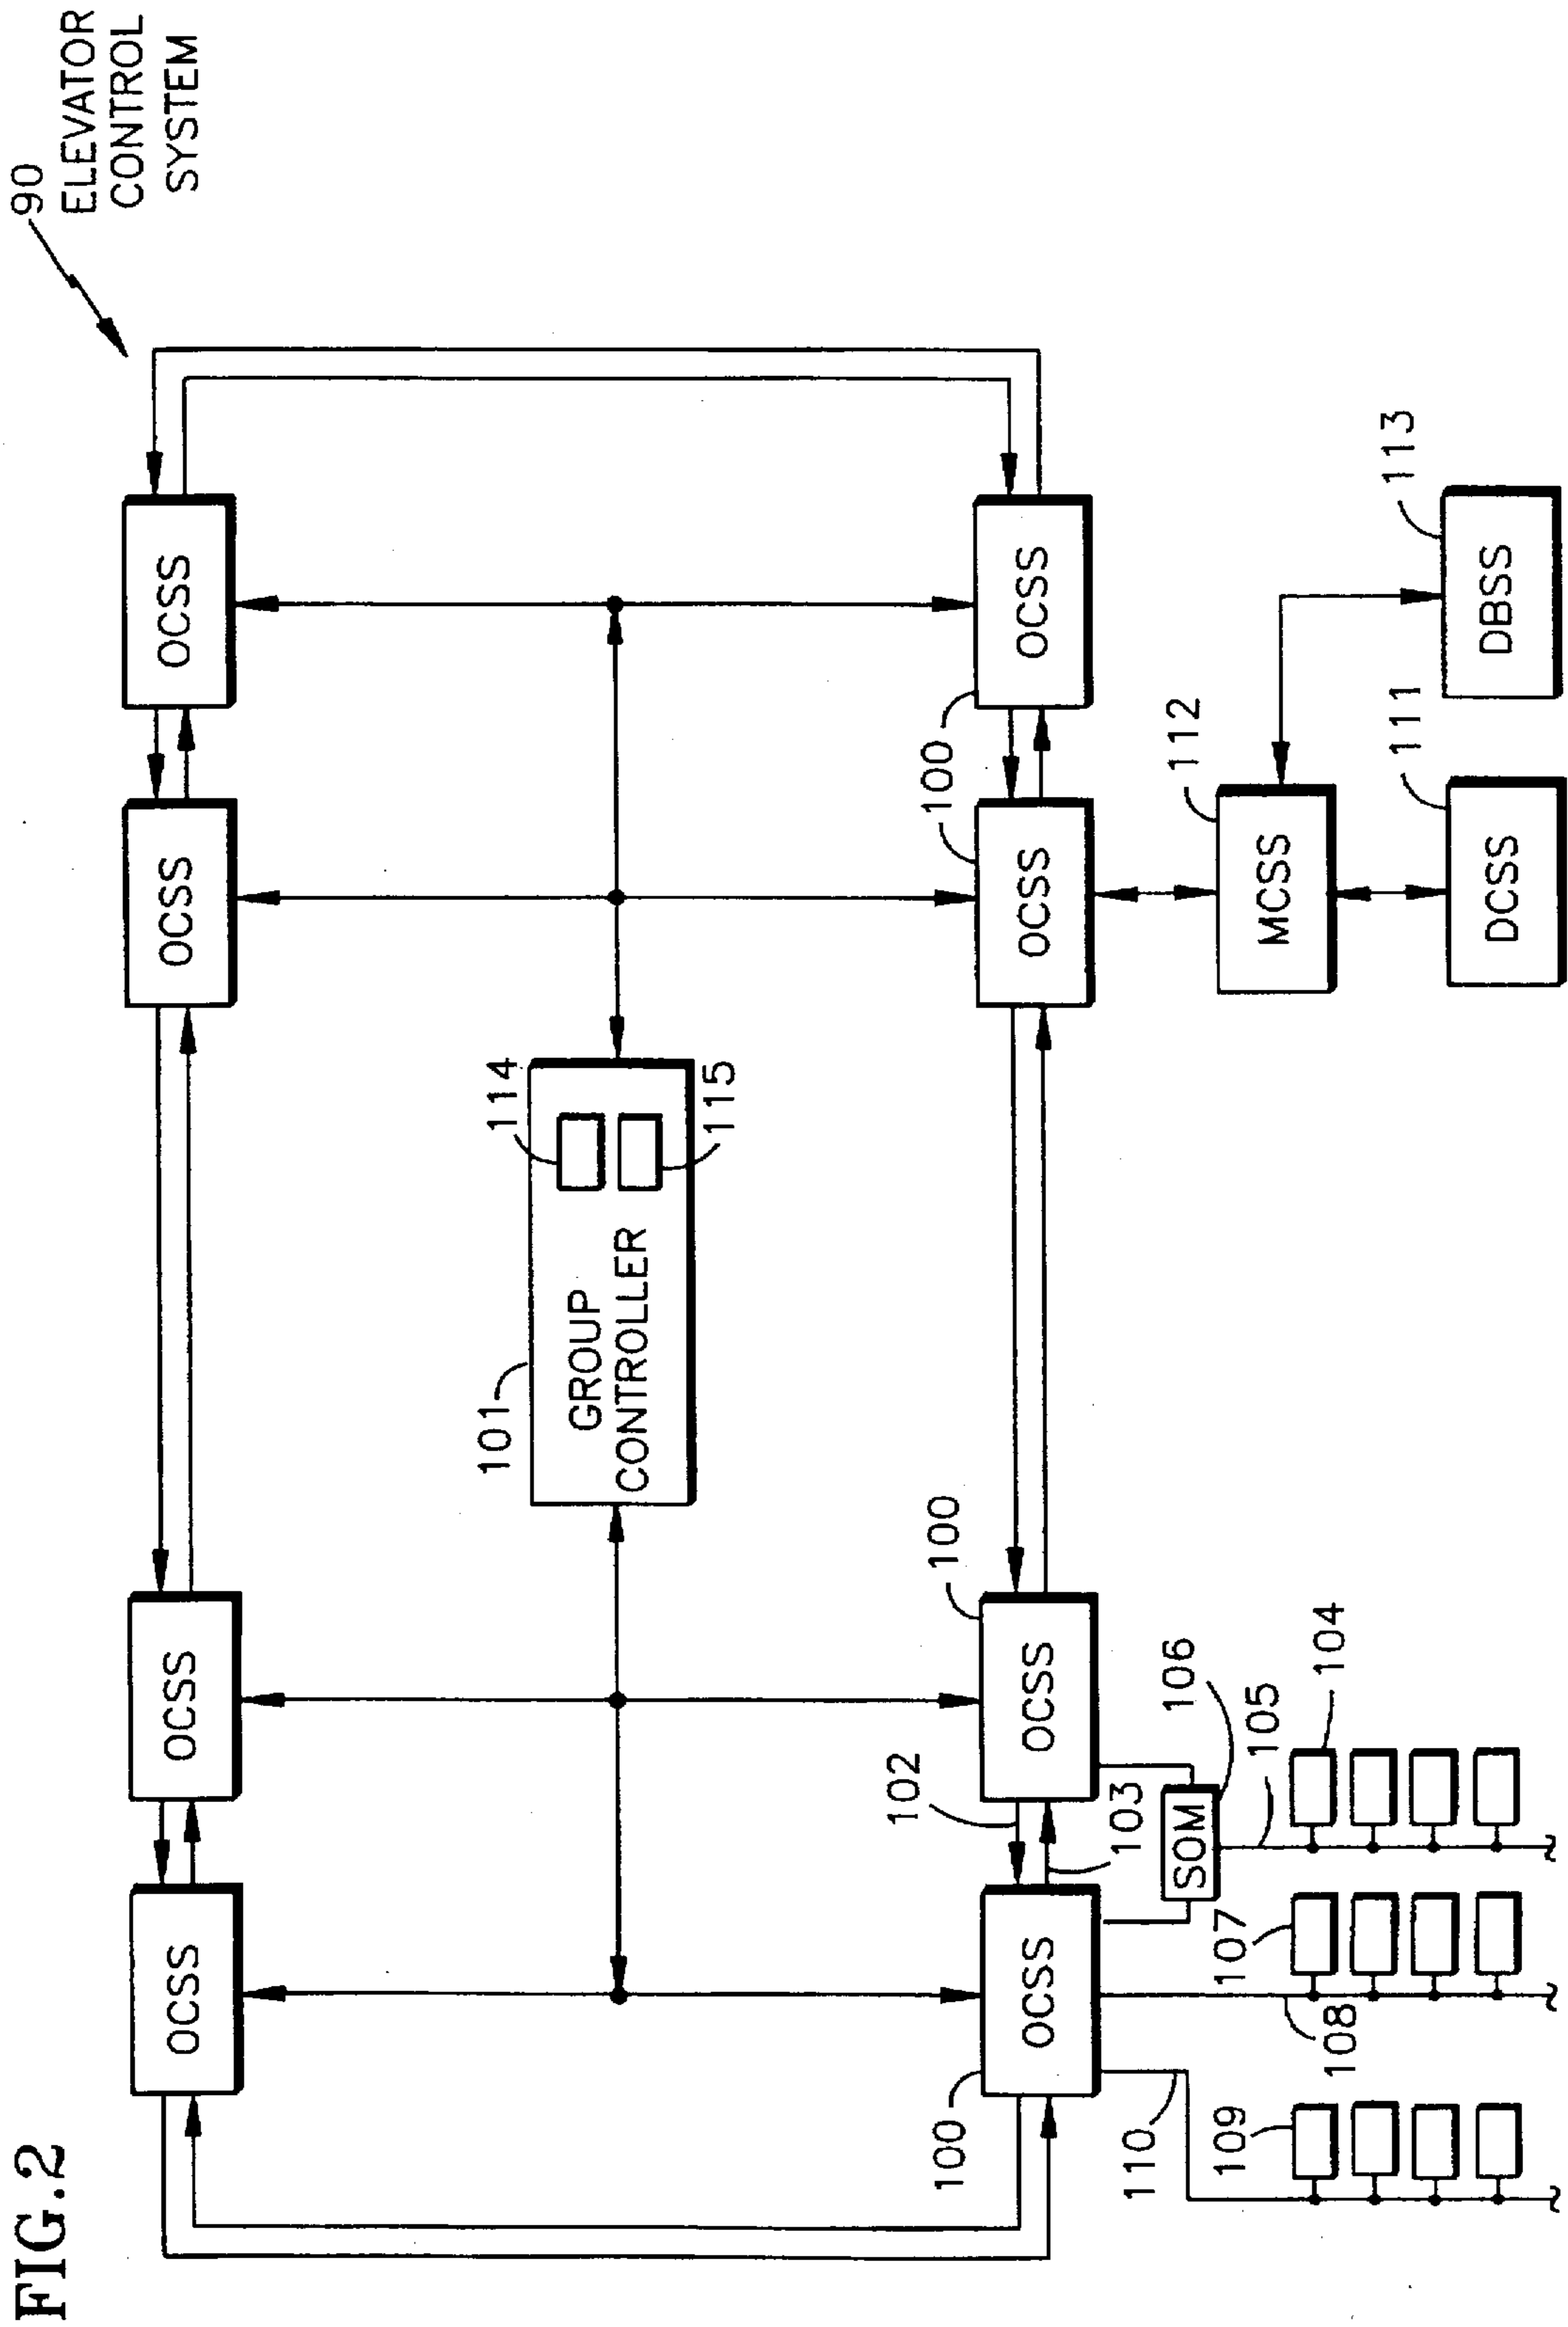 FIG.2
90
ELEVATOR
CONTROL
SYSTEM
OCSS
OCSS
OCSS
OCSS
101
GROUP
CONTROLLER
114
115
100
OCSS
102
103
100
OCSS
100
OCSS
100
OCSS
110
109
107
108
SOM
106
105
104
112
MCSS
111
DCSS
113
DBSS